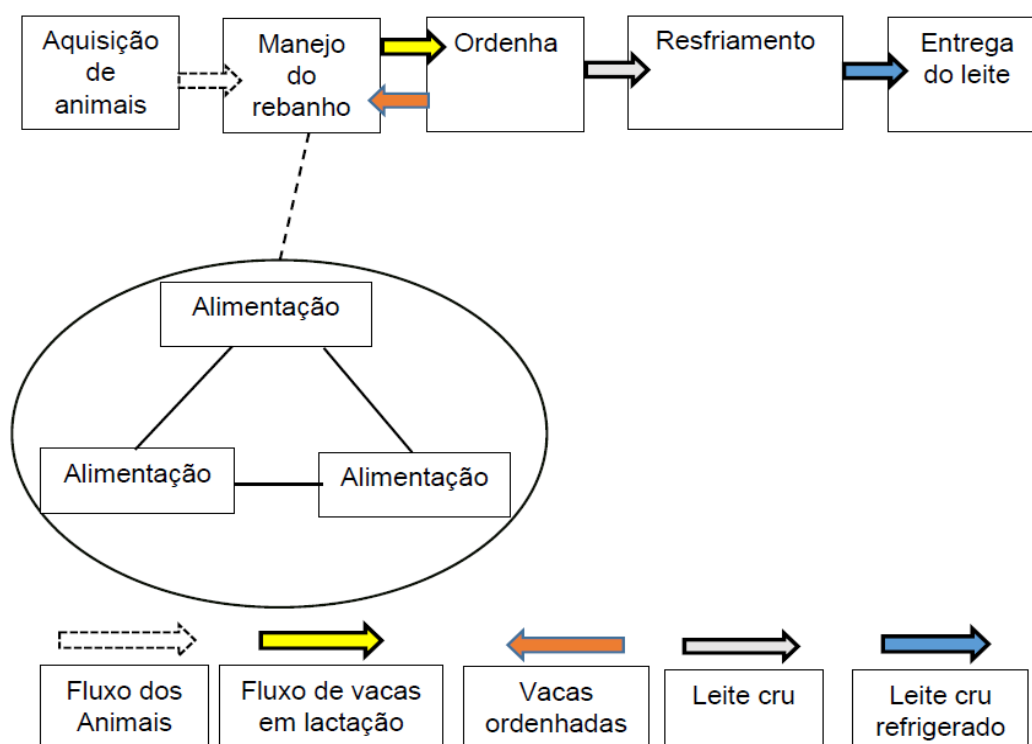 Aquisição
de
animais
Manejo
do
rebanho
Ordenha
Resfriamento
Entrega
do leite
Alimentação
Alimentação
Alimentação
Fluxo dos
Animais
Fluxo de vacas
em lactação
Vacas
ordenhadas
Leite cru
Leite cru
refrigerado